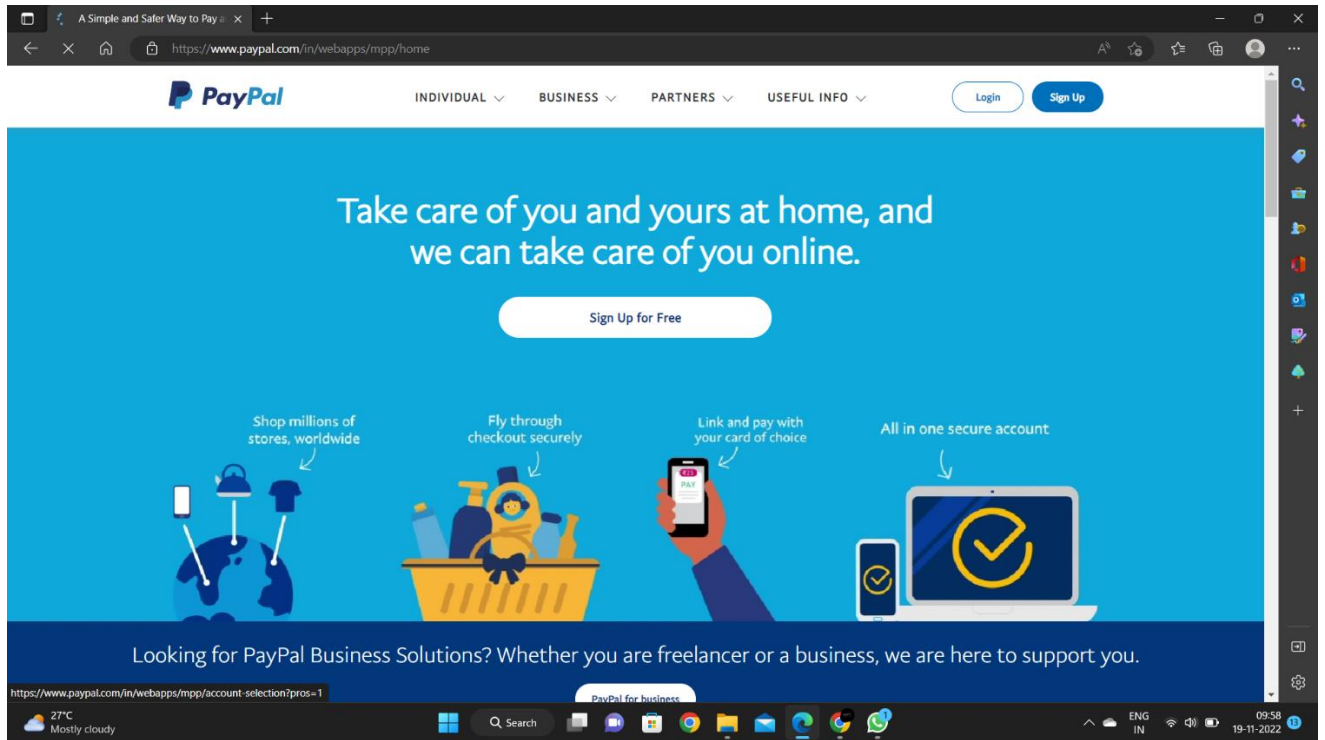 A Simple and Safer Way to Pay a
https://www.paypal.com/in/webapps/mpp/home
PayPal
INDIVIDUAL BUSINESS PARTNERS USEFUL INFO Login Sign Up
Take care of you and yours at home, and
we can take care of you online.
Sign Up for Free
Shop millions of
stores, worldwide
Fly through
checkout securely
Link and pay with
your card of choice
All in one secure account
PAY
Looking for PayPal Business Solutions? Whether you are freelancer or a business, we are here to support you.
PayPal for business
https://www.paypal.com/in/webapps/mpp/account-selection?pros=1
27°C
Mostly cloudy
Search
1
ENG
IN
09:58
19-11-2022
13